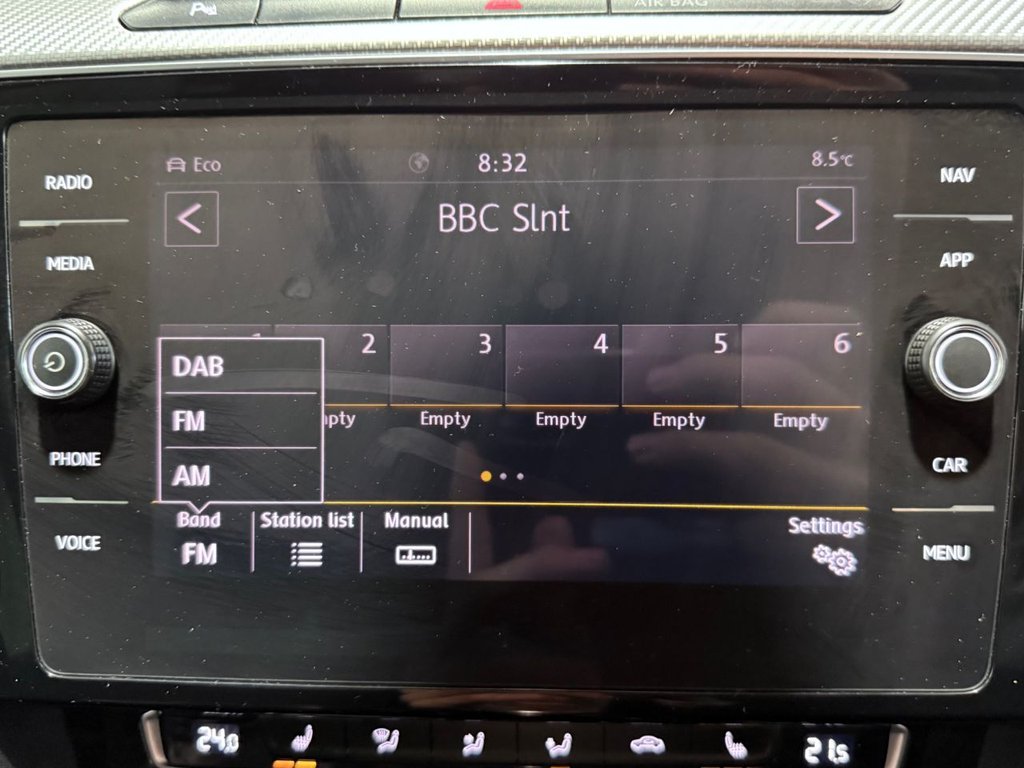 AIR BAG
Eco 8:32 8.5°C
RADIO
NAV
BBC Slnt
MEDIA
APP
2 3 4 5 6
DAB
FM
AM
Empty Empty Empty Empty
PHONE
CAR
Band Station list Manual Settings
FM
VOICE
MENU
24.0 21.5